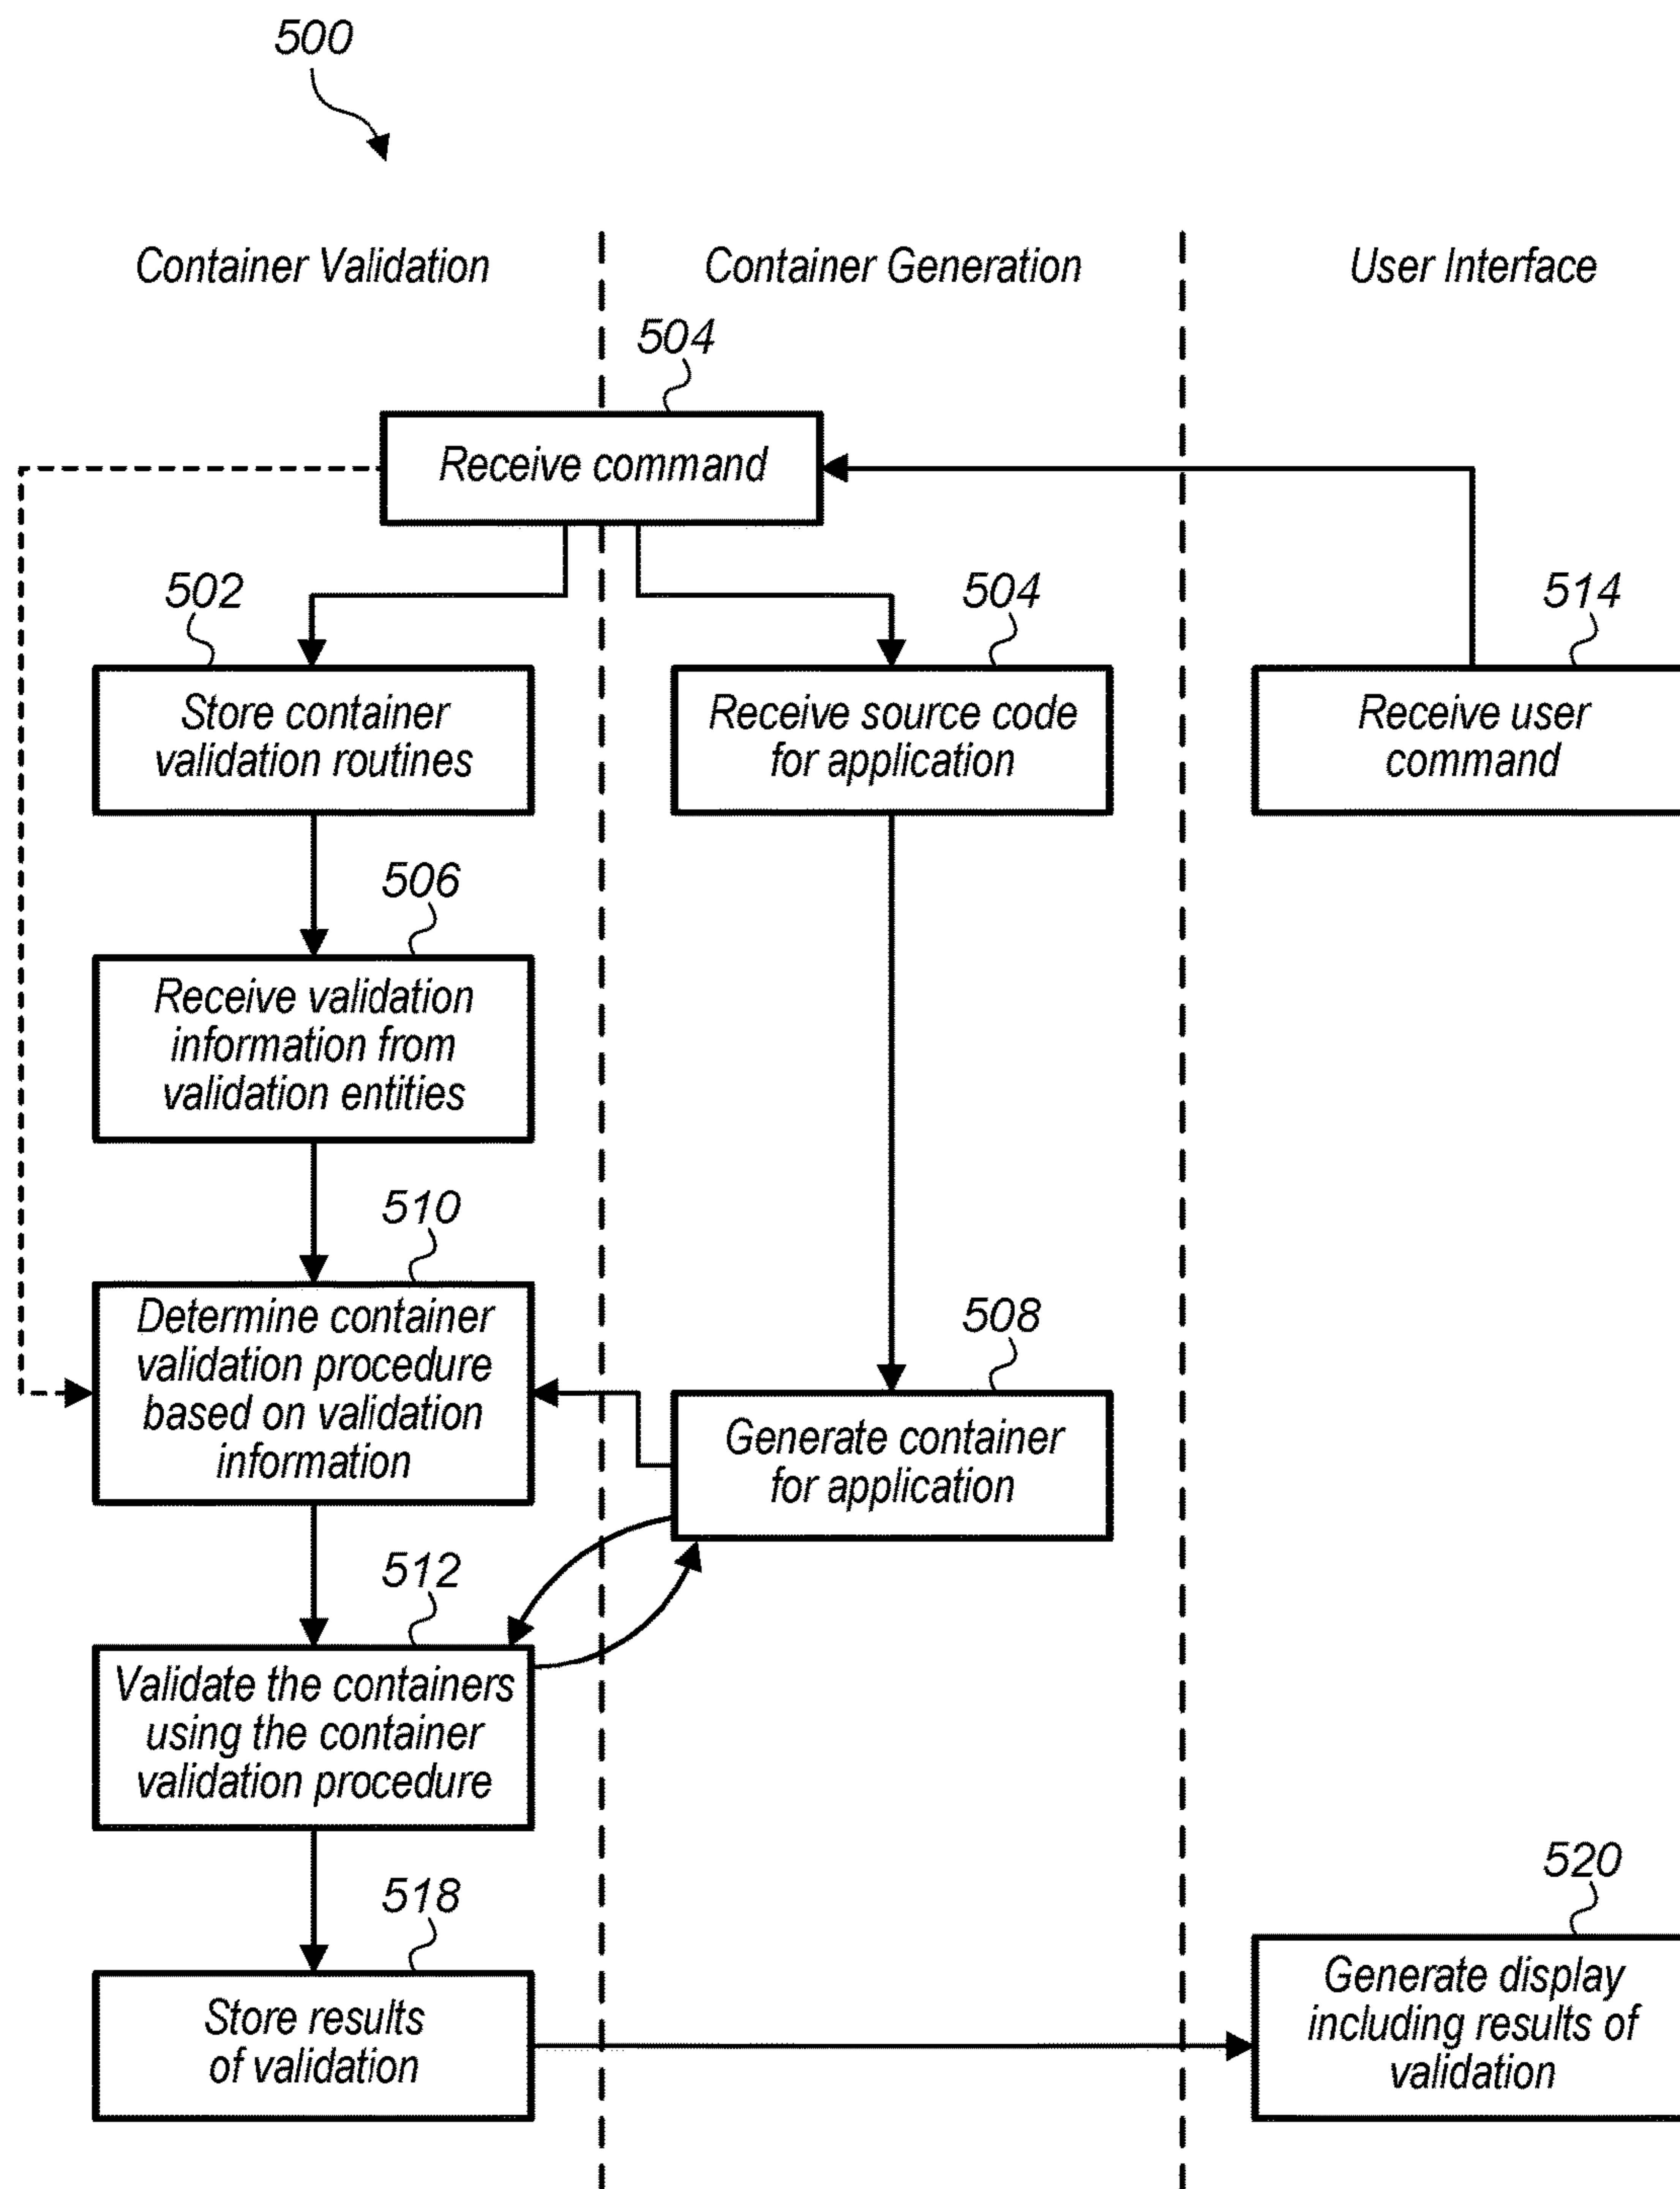 500
Container Validation
Container Generation
User Interface
504
Receive command
502
504
514
Store container
validation routines
Receive source code
for application
Receive user
command
506
Receive validation
information from
validation entities
510
508
Determine container
validation procedure
based on validation
information
Generate container
for application
512
Validate the containers
using the container
validation procedure
518
520
Store results
of validation
Generate display
including results of
validation